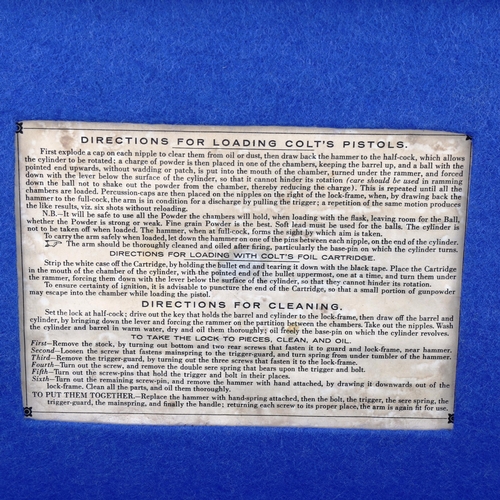 DIRECTIONS FOR LOADING COLT'S PISTOLS.
First explode a cap on each nipple to clear them from oil or dust, then draw back the hammer to the half-cock, which allows
the cylinder to be rotated; a charge of powder is then placed in one of the chambers, keeping the barrel up, and a ball with the
pointed end upwards, without wadding or patch, is put into the mouth of the chamber, turned under the rammer, and forced
down with the lever below the surface of the cylinder, so that it cannot hinder its rotation (care should be used in ramming
down the ball not to shake out the powder from the chamber, thereby reducing the charge). This is repeated until all the
chambers are loaded. Percussion-caps are then placed on the nipples on the right of the lock-frame, when, by drawing back the
hammer to the full-cock, the arm is in condition for a discharge by pulling the trigger; a repetition of the same motion produces
the like results, viz. six shots without reloading.
N.B.—It will be safe to use all the Powder the chambers will hold, when loading with the flask, leaving room for the Ball,
whether the Powder is strong or weak. Fine grain Powder is the best. Soft lead must be used for the balls. The cylinder is
not to be taken off when loaded. The hammer, when at full-cock, forms the sight by which aim is taken.
To carry the arm safely when loaded, let down the hammer on one of the pins between each nipple, on the end of the cylinder.
☞ The arm should be thoroughly cleaned and oiled after firing, particularly the base-pin on which the cylinder turns.
DIRECTIONS FOR LOADING WITH COLT'S FOIL CARTRIDGE.
Strip the white case off the Cartridge, by holding the bullet end and tearing it down with the black tape. Place the Cartridge
in the mouth of the chamber of the cylinder, with the pointed end of the bullet uppermost, one at a time, and turn them under
the rammer, forcing them down with the lever below the surface of the cylinder, so that they cannot hinder its rotation.
To ensure certainty of ignition, it is advisable to puncture the end of the Cartridge, so that a small portion of gunpowder
may escape into the chamber while loading the pistol.
DIRECTIONS FOR CLEANING.
Set the lock at half-cock; drive out the key that holds the barrel and cylinder to the lock-frame, then draw off the barrel and
cylinder, by bringing down the lever and forcing the rammer on the partition between the chambers. Take out the nipples. Wash
the cylinder and barrel in warm water, dry and oil them thoroughly; oil freely the base-pin on which the cylinder revolves.
TO TAKE THE LOCK TO PIECES, CLEAN, AND OIL.
First—Remove the stock, by turning out bottom and two rear screws that fasten it to guard and lock-frame, near hammer.
Second—Loosen the screw that fastens mainspring to the trigger-guard, and turn spring from under tumbler of the hammer.
Third—Remove the trigger-guard, by turning out the three screws that fasten it to the lock-frame.
Fourth—Turn out the screw, and remove the double sere spring that bears upon the trigger and bolt.
Fifth—Turn out the screw-pins that hold the trigger and bolt in their places.
Sixth—Turn out the remaining screw-pin, and remove the hammer with hand attached, by drawing it downwards out of the
lock-frame. Clean all the parts, and oil them thoroughly.
TO PUT THEM TOGETHER.—Replace the hammer with hand-spring attached, then the bolt, the trigger, the sere spring, the
trigger-guard, the mainspring, and finally the handle; returning each screw to its proper place, the arm is again fit for use.